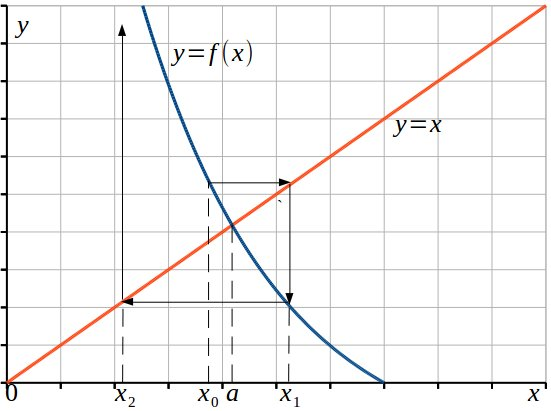 y
y=f(x)
y=x
0 x₂ x₀ a x₁ x